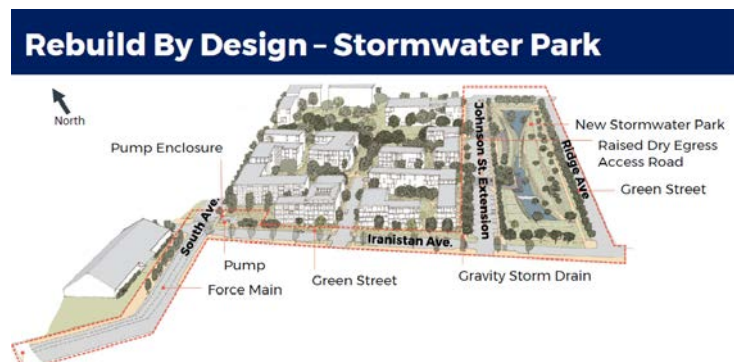 Rebuild By Design – Stormwater Park
North
Pump Enclosure
South Ave.
Pump
Force Main
Green Street
Iranistan Ave.
Johnson St. Extension
Gravity Storm Drain
New Stormwater Park
Raised Dry Egress
Access Road
Ridge Ave
Green Street